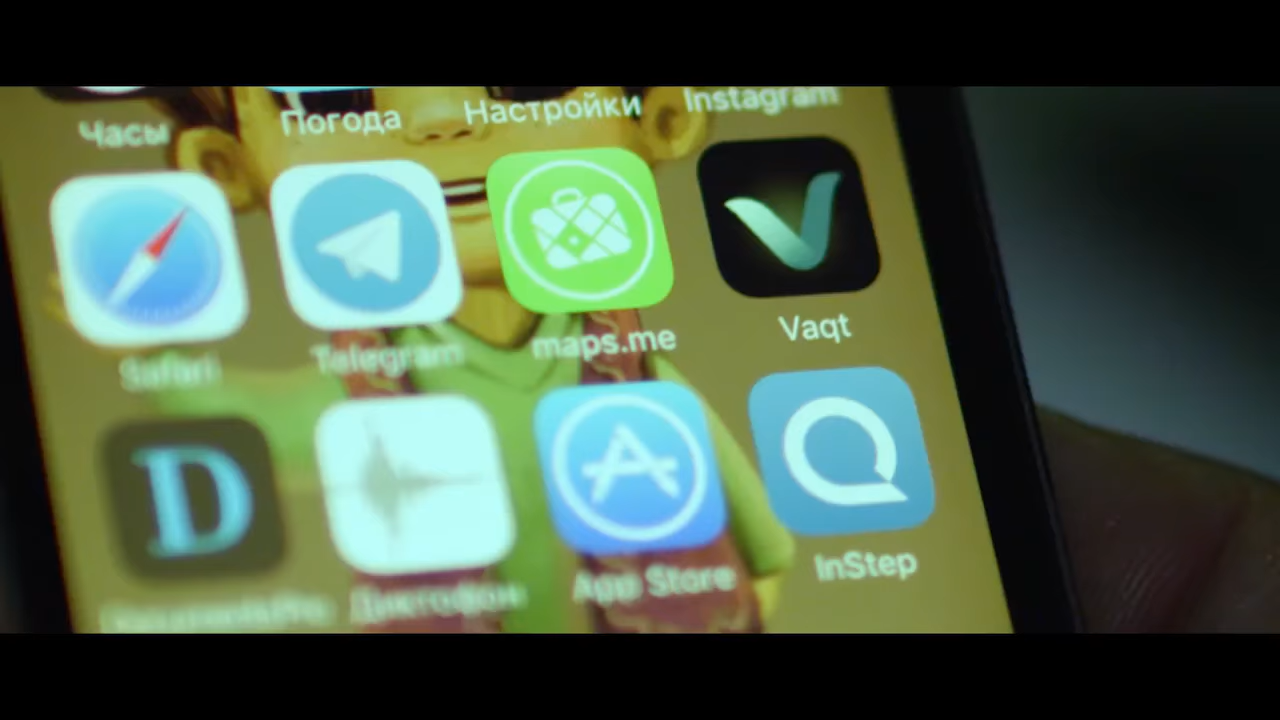 Часы
Погода
Настройки
Instagram
Safari
Telegram
maps.me
Vaqt
D
Диктофон
App Store
InStep